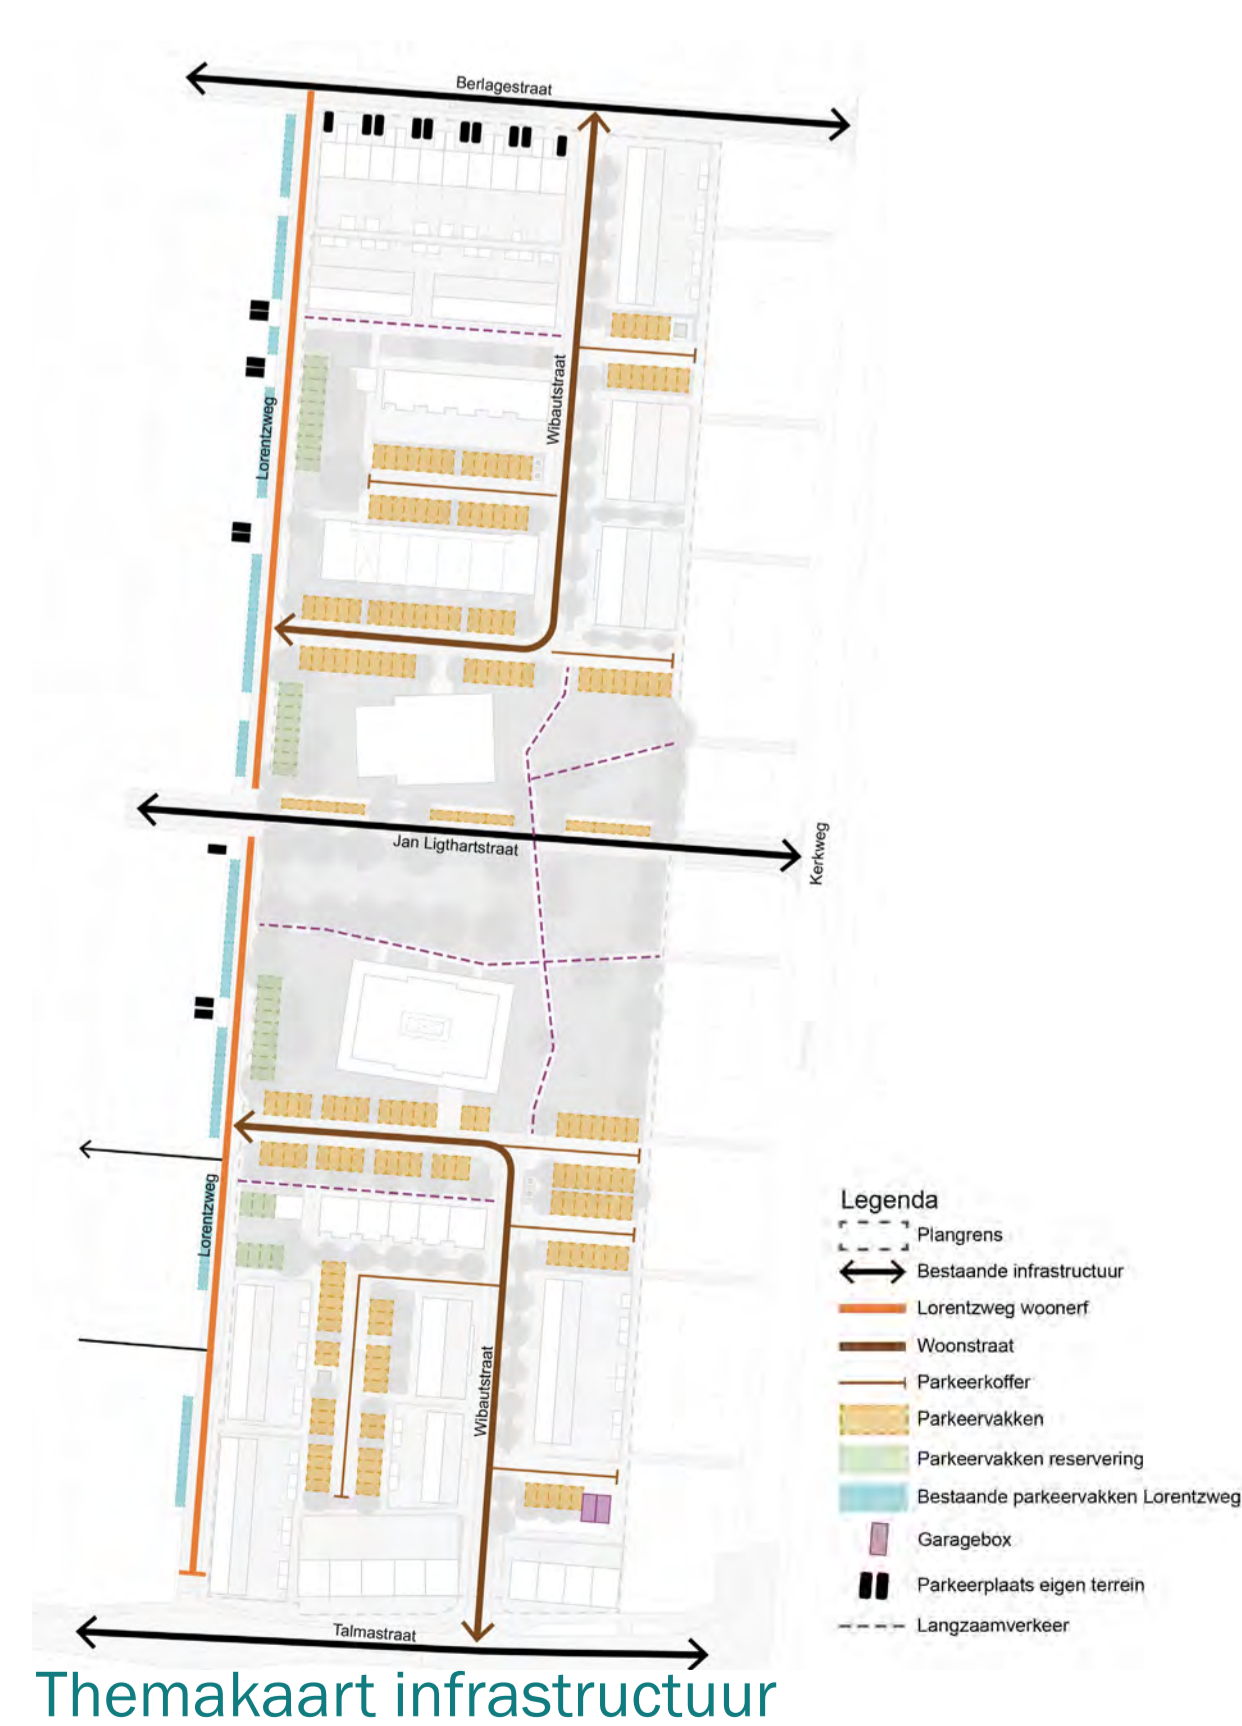 Berlagestraat
Wibautstraat
Lorentzweg
Jan Ligthartstraat
Kerkweg
Lorentzweg
Wibautstraat
Talmastraat
Legenda
Plangrens
Bestaande infrastructuur
Lorentzweg woonerf
Woonstraat
Parkeerkoffer
Parkeervakken
Parkeervakken reservering
Bestaande parkeervakken Lorentzweg
Garagebox
Parkeerplaats eigen terrein
Langzaamverkeer
Themakaart infrastructuur